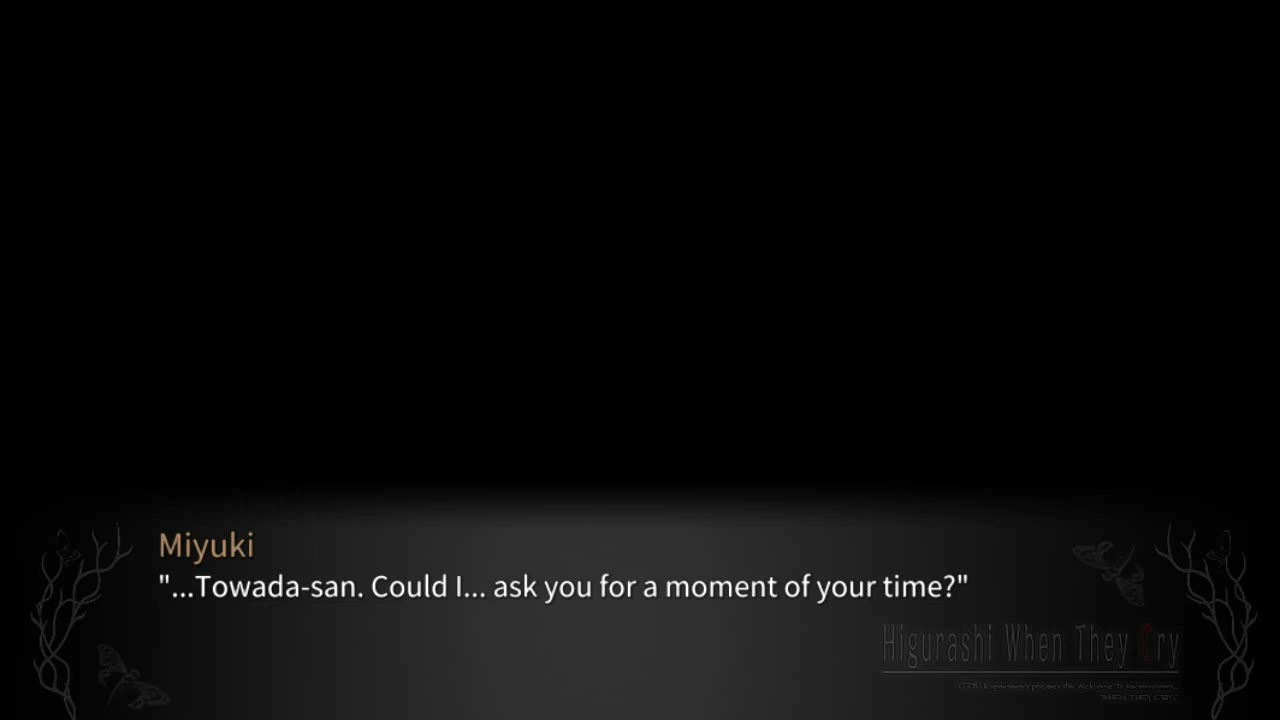 Miyuki
"...Towada-san. Could I... ask you for a moment of your time?"
Higurashi When They Cry